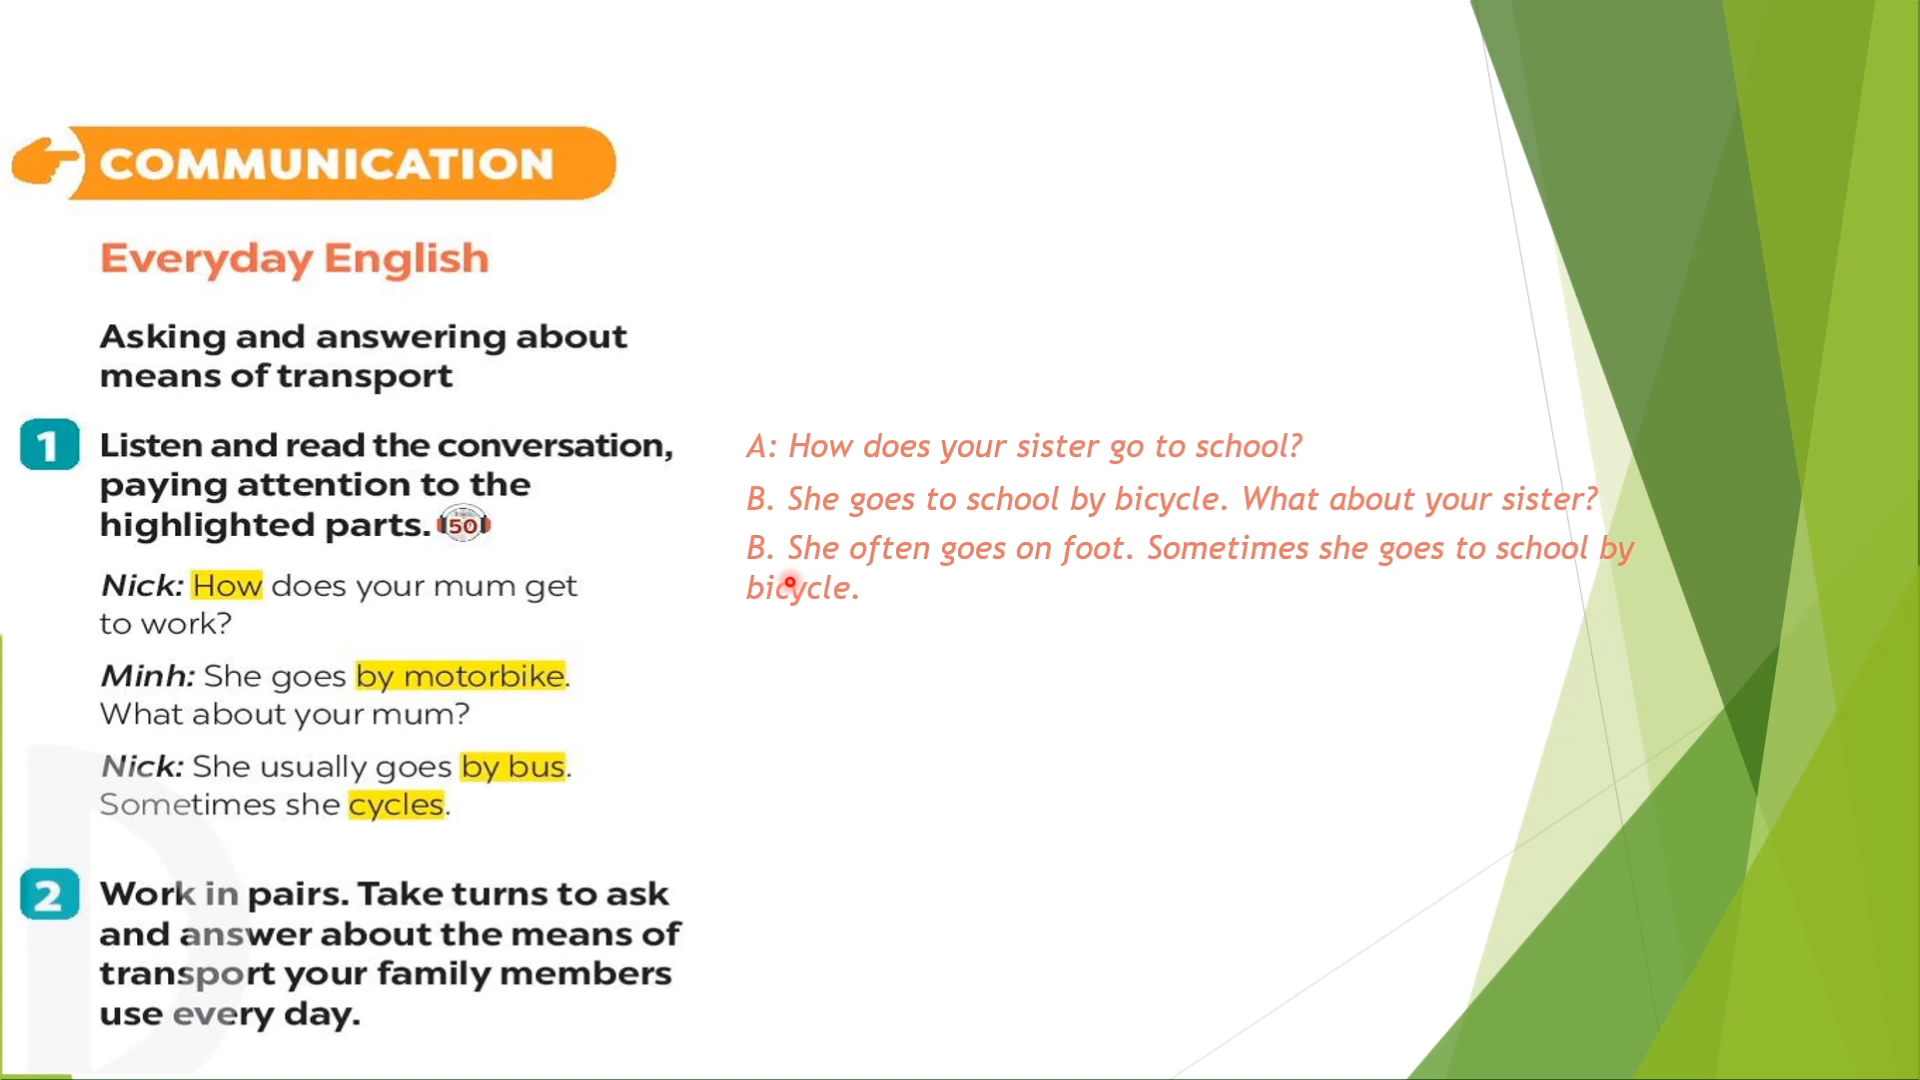 COMMUNICATION
Everyday English
Asking and answering about
means of transport
1 Listen and read the conversation,
paying attention to the
highlighted parts. 50
Nick: How does your mum get
to work?
Minh: She goes by motorbike.
What about your mum?
Nick: She usually goes by bus.
Sometimes she cycles.
2 Work in pairs. Take turns to ask
and answer about the means of
transport your family members
use every day.
A: How does your sister go to school?
B. She goes to school by bicycle. What about your sister?
B. She often goes on foot. Sometimes she goes to school by
bicycle.